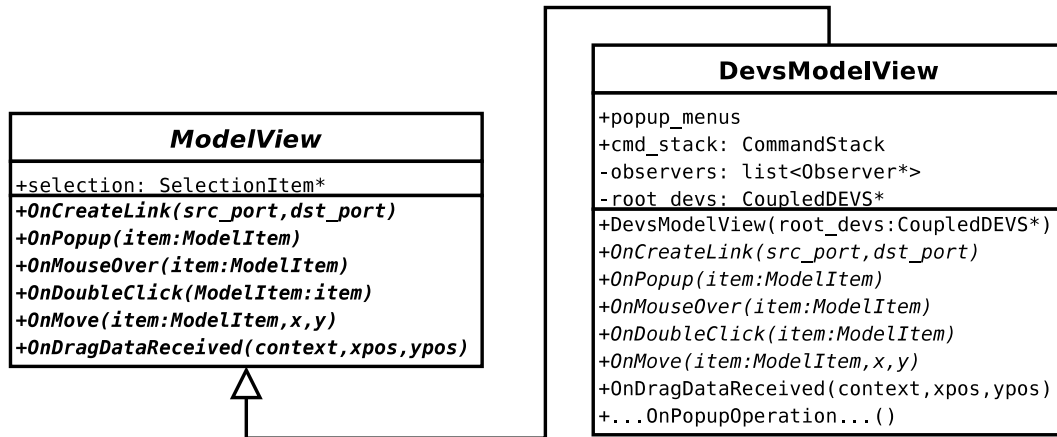 ModelView
+selection: SelectionItem*
+OnCreateLink(src_port,dst_port)
+OnPopup(item:ModelItem)
+OnMouseOver(item:ModelItem)
+OnDoubleClick(ModelItem:item)
+OnMove(item:ModelItem,x,y)
+OnDragDataReceived(context,xpos,ypos)
DevsModelView
+popup_menus
+cmd_stack: CommandStack
-observers: list<Observer*>
-root_devs: CoupledDEVS*
+DevsModelView(root_devs:CoupledDEVS*)
+OnCreateLink(src_port,dst_port)
+OnPopup(item:ModelItem)
+OnMouseOver(item:ModelItem)
+OnDoubleClick(item:ModelItem)
+OnMove(item:ModelItem,x,y)
+OnDragDataReceived(context,xpos,ypos)
+...OnPopupOperation...()